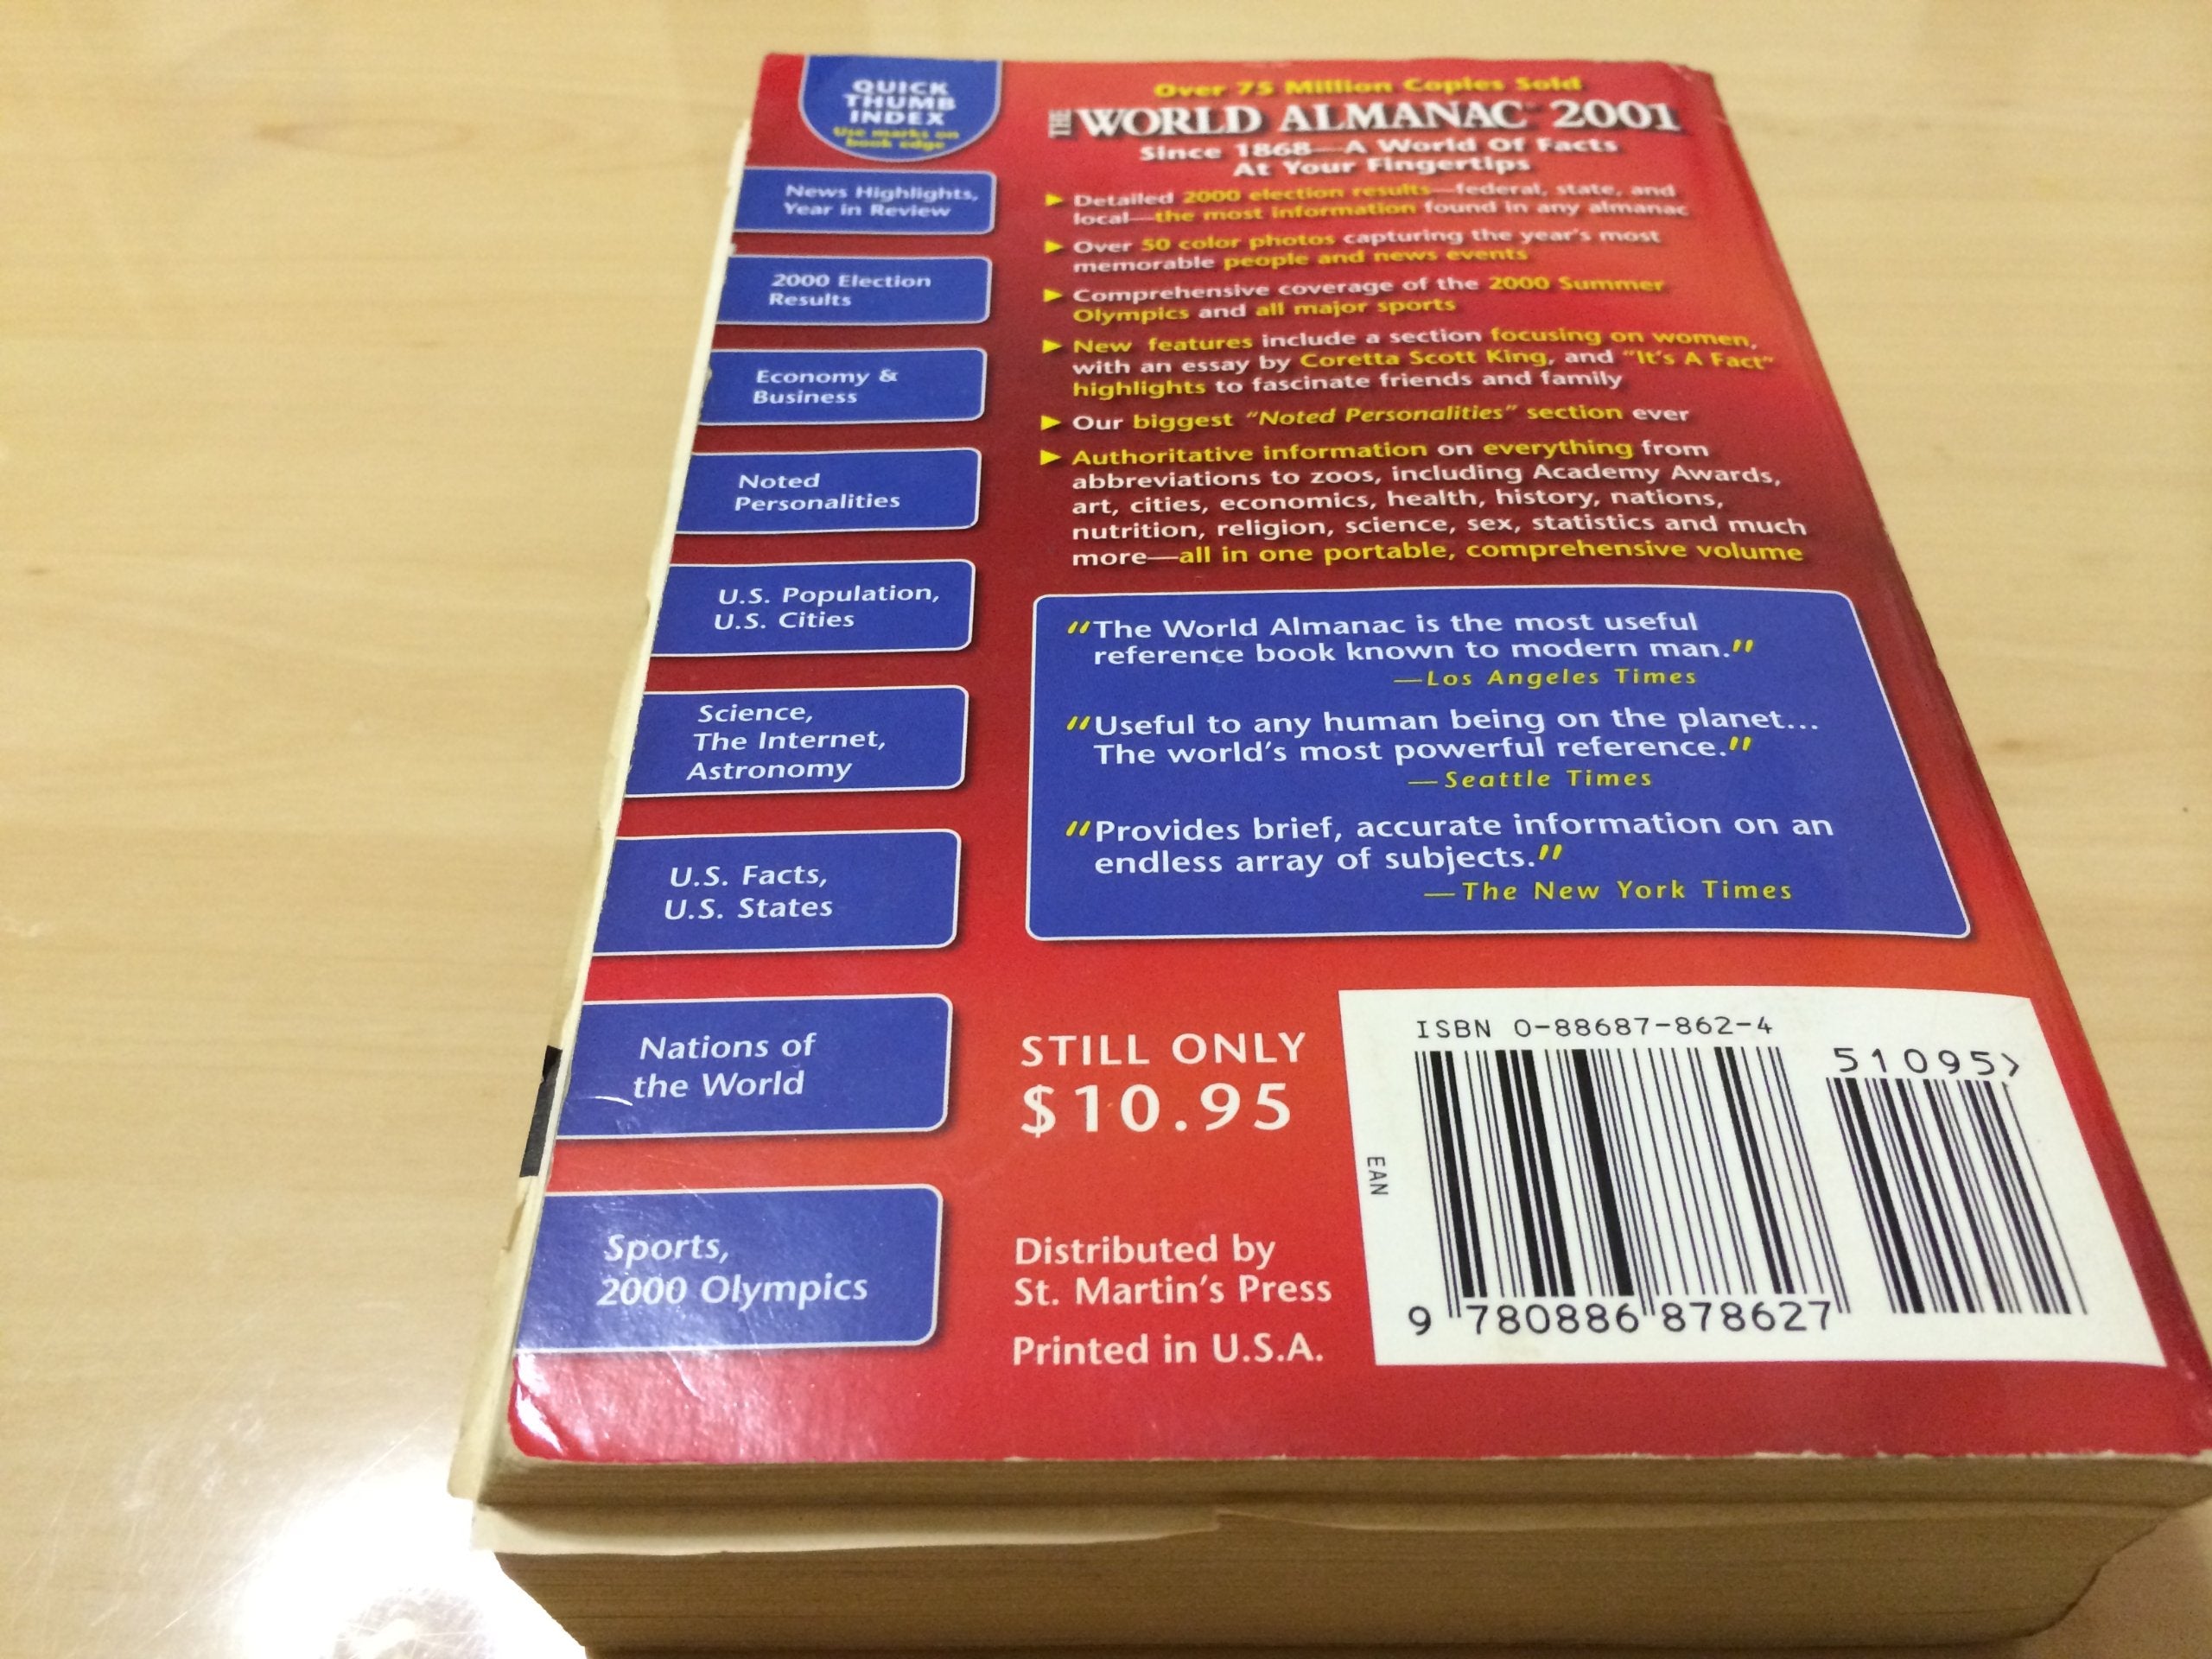 QUICK
THUMB
INDEX
Use marks on
book edge
News Highlights,
Year in Review
2000 Election
Results
Economy &
Business
Noted
Personalities
U.S. Population,
U.S. Cities
Science,
The Internet,
Astronomy
U.S. Facts,
U.S. States
Nations of
the World
Sports,
2000 Olympics
Over 75 Million Copies Sold
THE WORLD ALMANAC 2001
Since 1868—A World Of Facts
At Your Fingertips
▶ Detailed 2000 election results—federal, state, and
local—the most information found in any almanac
▶ Over 50 color photos capturing the year's most
memorable people and news events
▶ Comprehensive coverage of the 2000 Summer
Olympics and all major sports
▶ New features include a section focusing on women,
with an essay by Coretta Scott King, and "It's A Fact"
highlights to fascinate friends and family
▶ Our biggest "Noted Personalities" section ever
▶ Authoritative information on everything from
abbreviations to zoos, including Academy Awards,
art, cities, economics, health, history, nations,
nutrition, religion, science, sex, statistics and much
more—all in one portable, comprehensive volume
"The World Almanac is the most useful
reference book known to modern man."
—Los Angeles Times
"Useful to any human being on the planet...
The world's most powerful reference."
—Seattle Times
"Provides brief, accurate information on an
endless array of subjects."
—The New York Times
STILL ONLY
$10.95
Distributed by
St. Martin's Press
Printed in U.S.A.
ISBN 0-88687-862-4
51095>
EAN
9 780886 878627